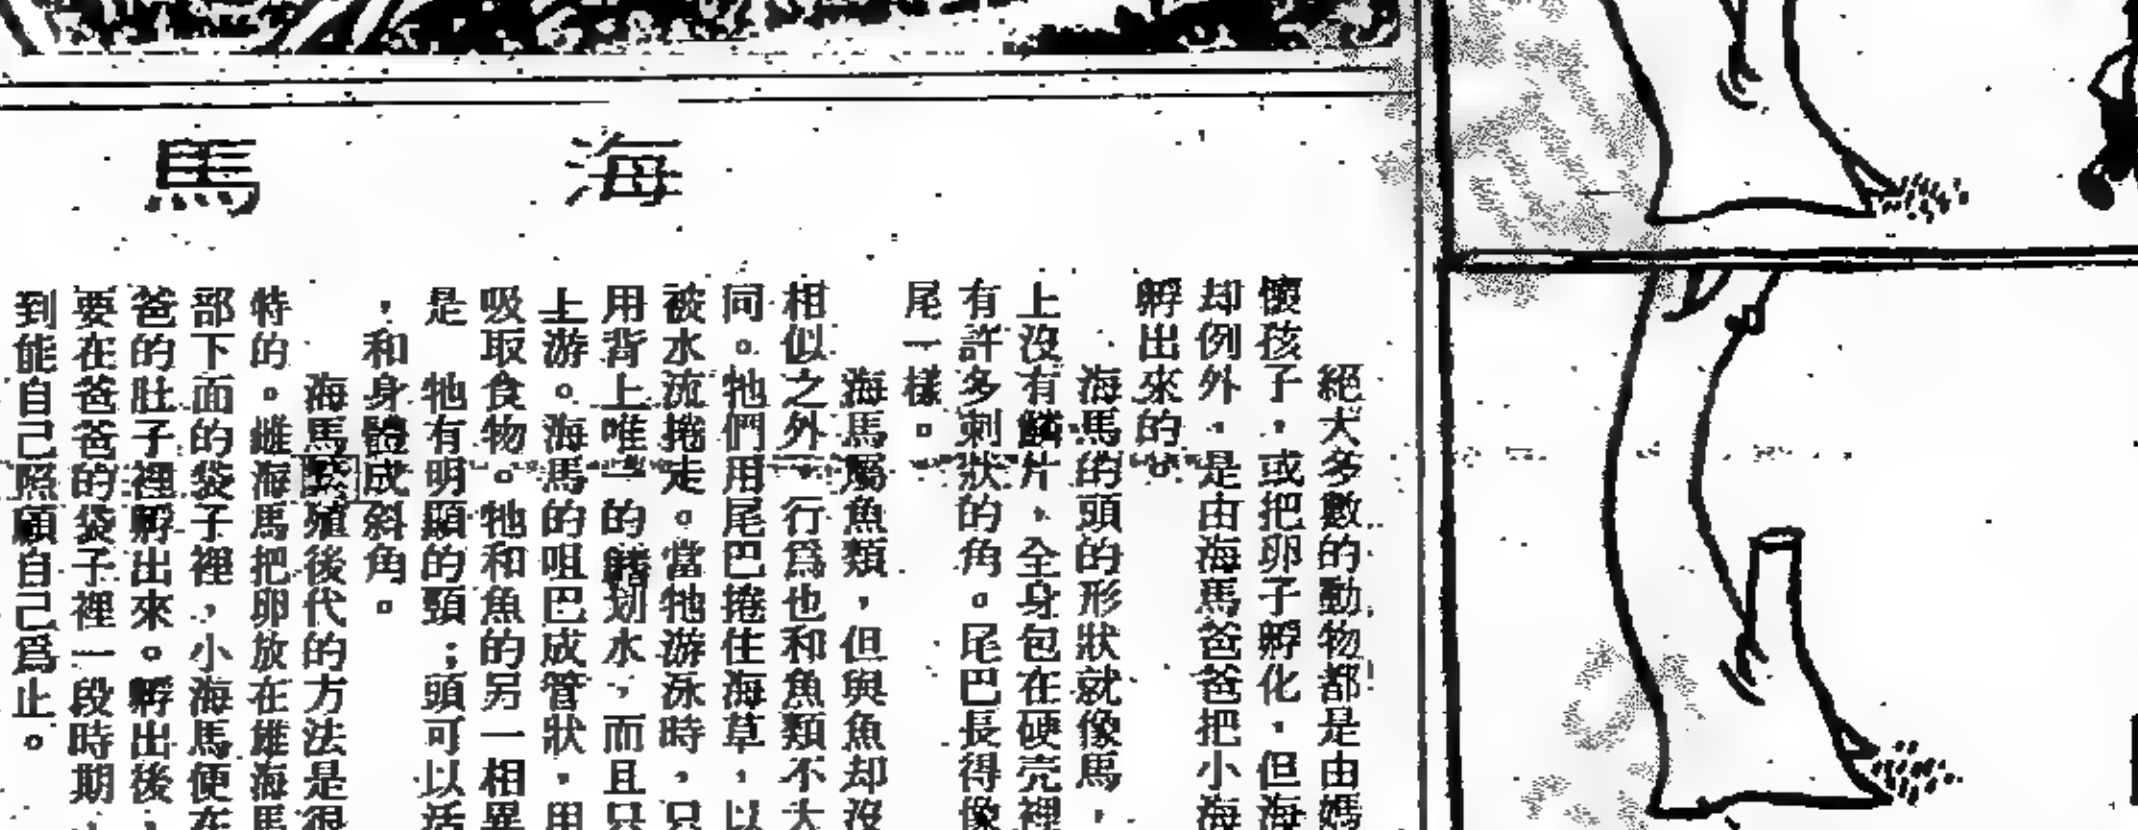 海馬
絕大多數的動物都是由媽
懷孩子，或把卵子孵化，但海
却例外，是由海馬爸爸把小海
孵出來的。
海馬的頭的形狀就像馬，
上沒有鱗片，全身包在硬壳裡
有許多刺狀的角。尾巴長得像
尾一樣。
海馬屬魚類，但與魚却沒
相似之外，行爲也和魚類不大
同。牠們用尾巴捲住海草，以
被水流捲走。當牠游泳時，只
用背上唯一的鰭划水，而且只
上游。海馬的咀巴成管狀，用
吸取食物。牠和魚的另一相異
是　牠有明顯的頸；頭可以活
，和身體成斜角。
海馬繁殖後代的方法是很
特的。雌海馬把卵放在雄海馬
部下面的袋子裡，小海馬便在
爸的肚子裡孵出來。孵出後，
要在爸爸的袋子裡一段時期，
到能自己照顧自己爲止。